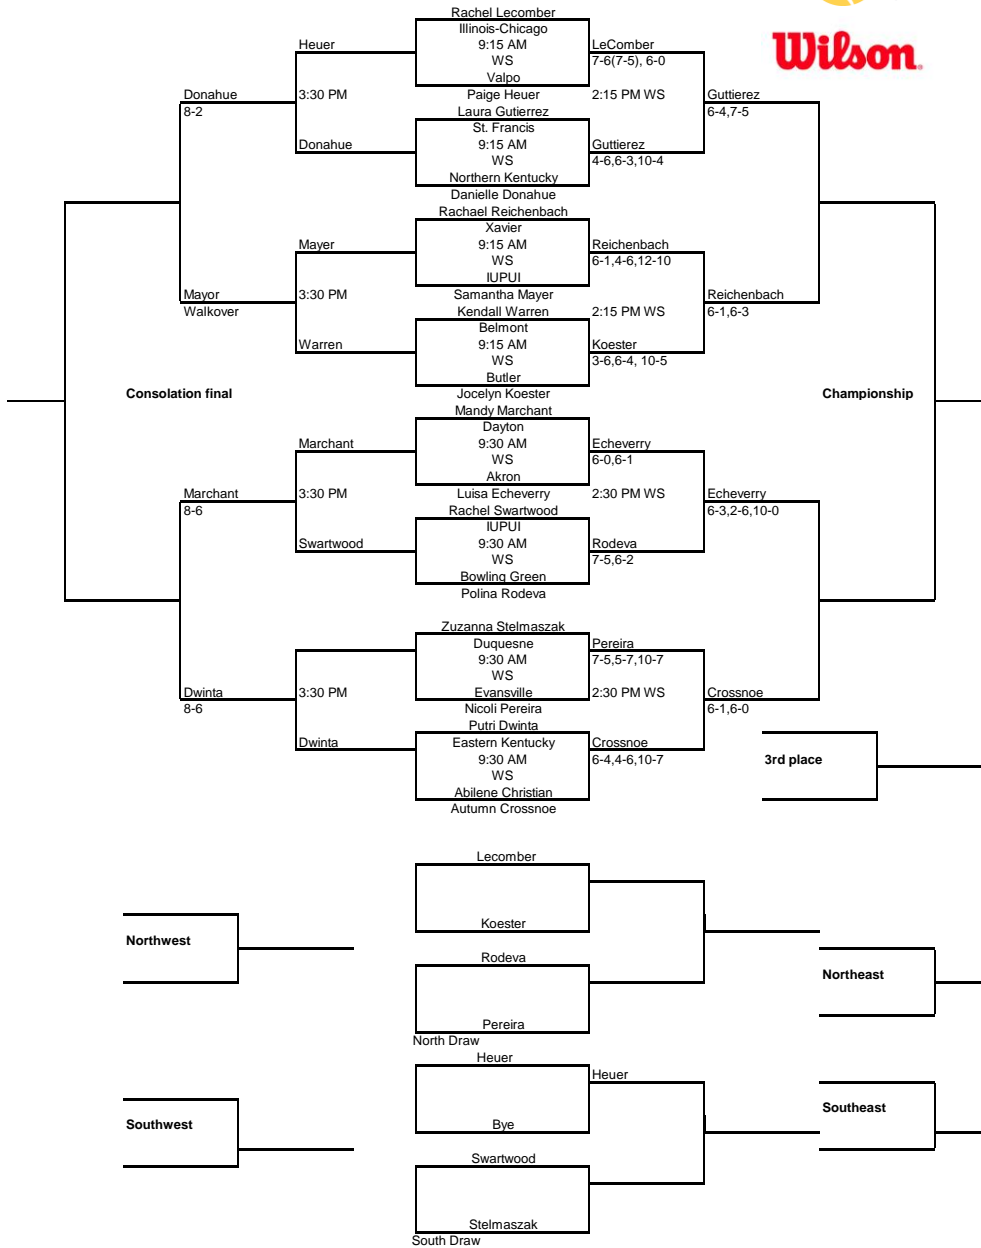 Wilson.
Rachel Lecomber
Illinois-Chicago
Heuer
9:15 AM
LeComber
WS
7-6(7-5), 6-0
Valpo
Donahue
3:30 PM
Paige Heuer
2:15 PM WS
Guttierez
8-2
Laura Gutierrez
6-4,7-5
St. Francis
Donahue
9:15 AM
Guttierez
WS
4-6,6-3,10-4
Northern Kentucky
Danielle Donahue
Rachael Reichenbach
Xavier
Mayer
9:15 AM
Reichenbach
WS
6-1,4-6,12-10
IUPUI
Mayor
3:30 PM
Samantha Mayer
Reichenbach
Walkover
Kendall Warren
2:15 PM WS
6-1,6-3
Belmont
Warren
9:15 AM
Koester
WS
3-6,6-4, 10-5
Butler
Consolation final
Jocelyn Koester
Championship
Mandy Marchant
Dayton
Marchant
9:30 AM
Echeverry
WS
6-0,6-1
Akron
Marchant
3:30 PM
Luisa Echeverry
2:30 PM WS
Echeverry
8-6
Rachel Swartwood
6-3,2-6,10-0
IUPUI
Swartwood
9:30 AM
Rodeva
WS
7-5,6-2
Bowling Green
Polina Rodeva
Zuzanna Stelmaszak
Duquesne
Pereira
9:30 AM
7-5,5-7,10-7
WS
Dwinta
3:30 PM
Evansville
2:30 PM WS
Crossnoe
8-6
Nicoli Pereira
6-1,6-0
Putri Dwinta
Dwinta
Eastern Kentucky
Crossnoe
9:30 AM
6-4,4-6,10-7
3rd place
WS
Abilene Christian
Autumn Crossnoe
Lecomber
Koester
Northwest
Rodeva
Northeast
Pereira
North Draw
Heuer
Heuer
Southeast
Southwest
Bye
Swartwood
Stelmaszak
South Draw